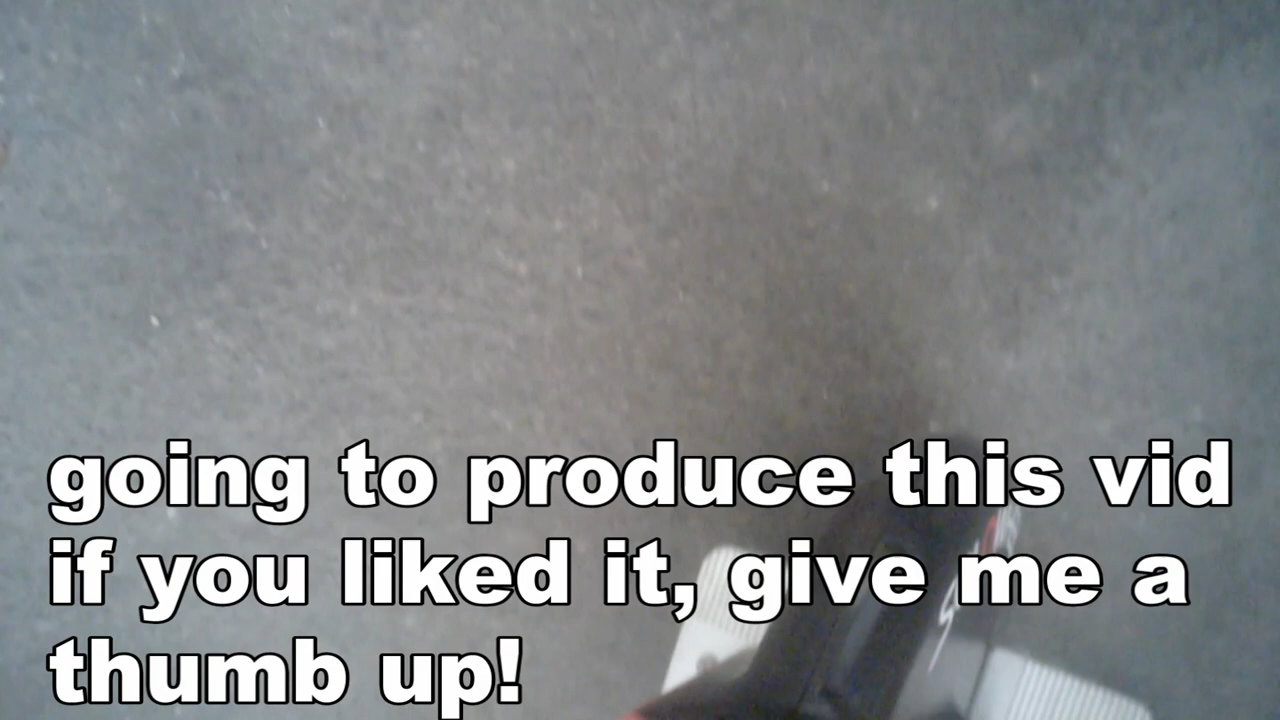 going to produce this vid
if you liked it, give me a
thumb up!